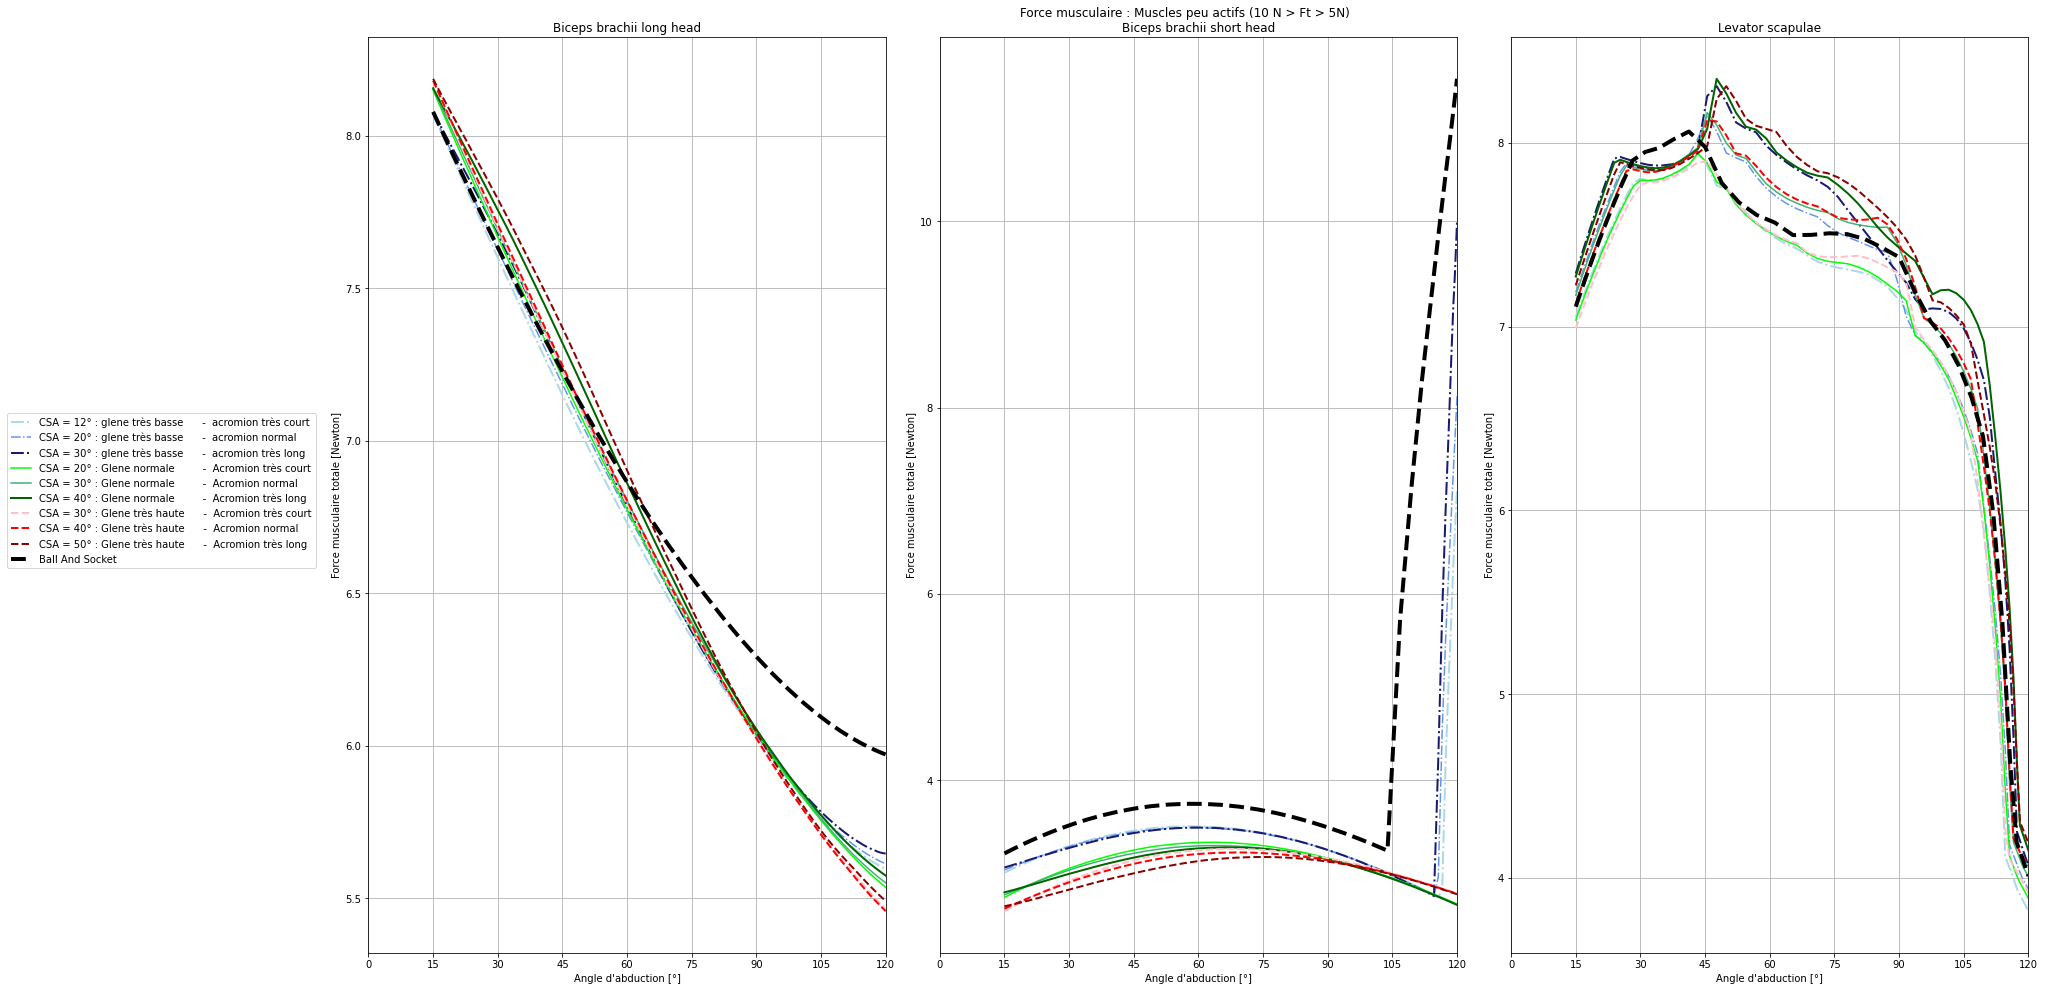 Force musculaire : Muscles peu actifs (10 N > Ft > 5N)
Biceps brachii long head
Biceps brachii short head
Levator scapulae
CSA = 12° : glene très basse - acromion très court
CSA = 20° : glene très basse - acromion normal
CSA = 30° : glene très basse - acromion très long
CSA = 20° : Glene normale - Acromion très court
CSA = 30° : Glene normale - Acromion normal
CSA = 40° : Glene normale - Acromion très long
CSA = 30° : Glene très haute - Acromion très court
CSA = 40° : Glene très haute - Acromion normal
CSA = 50° : Glene très haute - Acromion très long
Ball And Socket
Force musculaire totale [Newton]
8.0
7.5
7.0
6.5
6.0
5.5
0 15 30 45 60 75 90 105 120
Angle d'abduction [°]
Force musculaire totale [Newton]
10
8
6
4
0 15 30 45 60 75 90 105 120
Angle d'abduction [°]
Force musculaire totale [Newton]
8
7
6
5
4
0 15 30 45 60 75 90 105 120
Angle d'abduction [°]